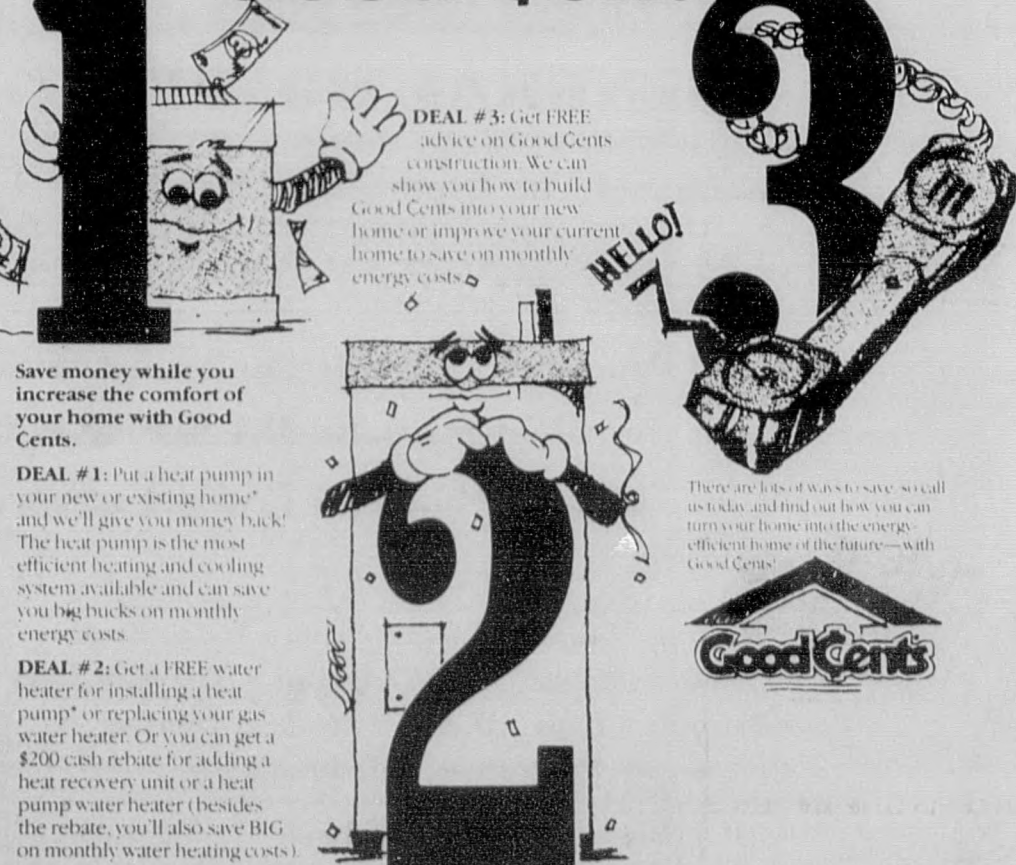 1
3
DEAL #3: Get FREE
advice on Good Cents
construction. We can
show you how to build
Good Cents into your new
home or improve your current
home to save on monthly
energy costs.
HELLO!
Save money while you
increase the comfort of
your home with Good
Cents.
DEAL #1: Put a heat pump in
your new or existing home*
and we'll give you money back!
The heat pump is the most
efficient heating and cooling
system available and can save
you big bucks on monthly
energy costs.
DEAL #2: Get a FREE water
heater for installing a heat
pump* or replacing your gas
water heater. Or you can get a
$200 cash rebate for adding a
heat recovery unit or a heat
pump water heater (besides
the rebate, you'll also save BIG
on monthly water heating costs).
2
There are lots of ways to save, so call
us today and find out how you can
turn your home into the energy-
efficient home of the future—with
Good Cents!
Good Cents